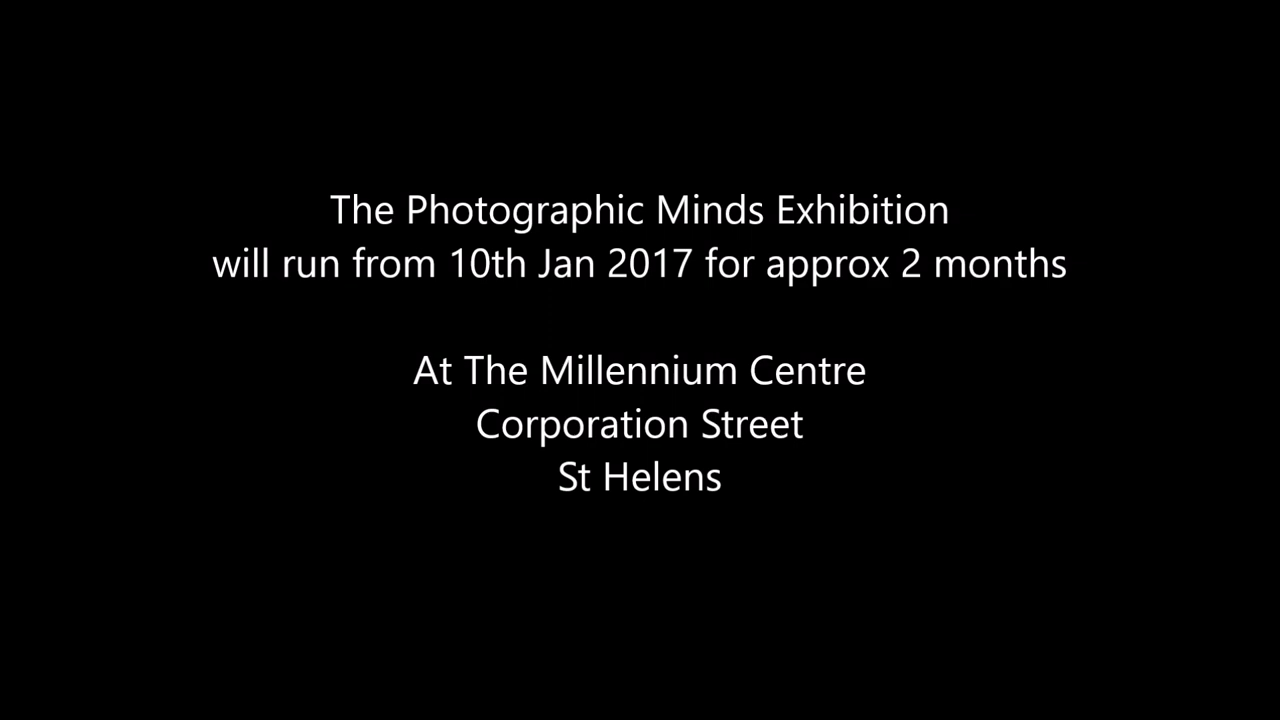 The Photographic Minds Exhibition
will run from 10th Jan 2017 for approx 2 months
At The Millennium Centre
Corporation Street
St Helens